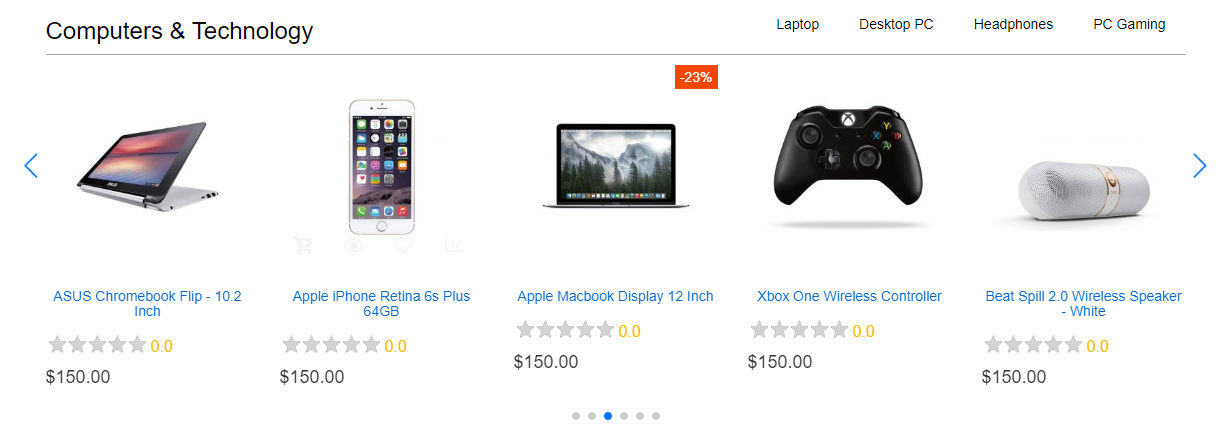 Computers & Technology
Laptop
Desktop PC
Headphones
PC Gaming
-23%
ASUS
ASUS Chromebook Flip - 10.2
Inch
0.0
$150.00
Apple iPhone Retina 6s Plus
64GB
0.0
$150.00
Apple Macbook Display 12 Inch
0.0
$150.00
Y
X
B
A
Xbox One Wireless Controller
0.0
$150.00
Beat Spill 2.0 Wireless Speaker
- White
0.0
$150.00